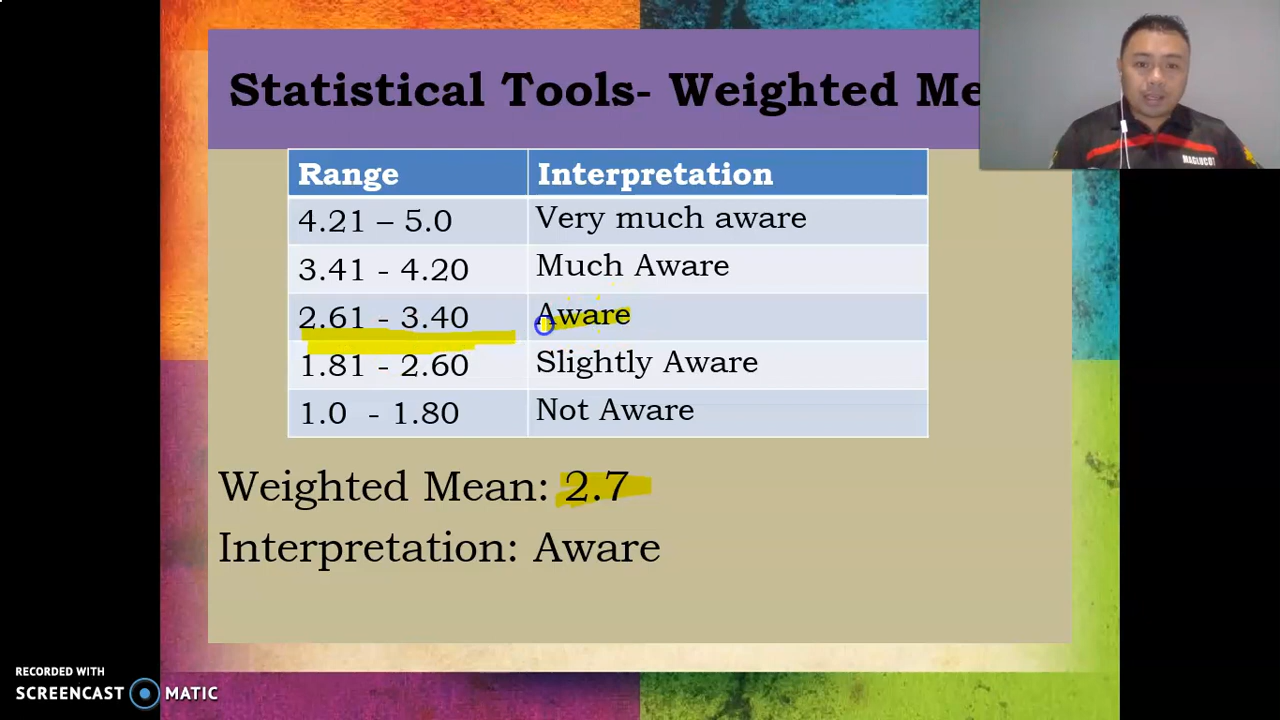 Statistical Tools- Weighted Me
MAGLUCOT
Range Interpretation
4.21 – 5.0 Very much aware
3.41 - 4.20 Much Aware
2.61 - 3.40 Aware
1.81 - 2.60 Slightly Aware
1.0 - 1.80 Not Aware
Weighted Mean: 2.7
Interpretation: Aware
RECORDED WITH
SCREENCAST MATIC